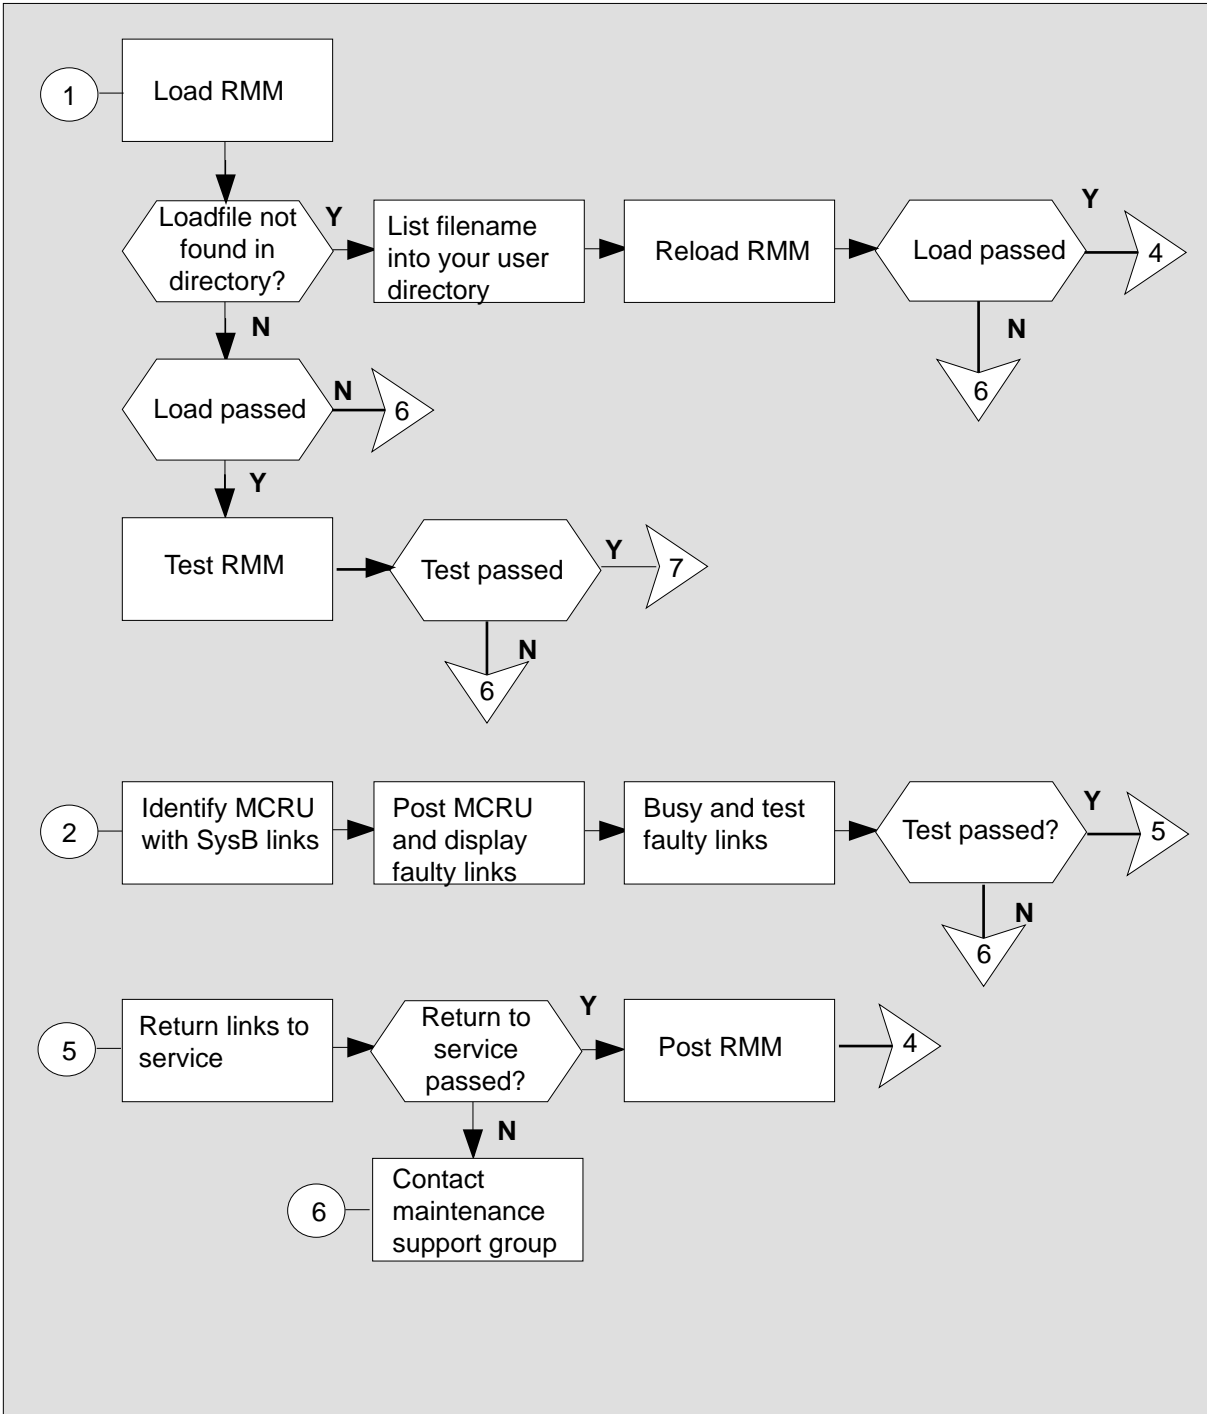 1
Load RMM
Loadfile not
found in
directory?
Y
List filename
into your user
directory
Reload RMM
Load passed
Y
4
N
6
N
Load passed
N
6
Y
Test RMM
Test passed
Y
7
N
6
2
Identify MCRU
with SysB links
Post MCRU
and display
faulty links
Busy and test
faulty links
Test passed?
Y
5
N
6
5
Return links to
service
Return to
service
passed?
Y
Post RMM
4
N
6
Contact
maintenance
support group